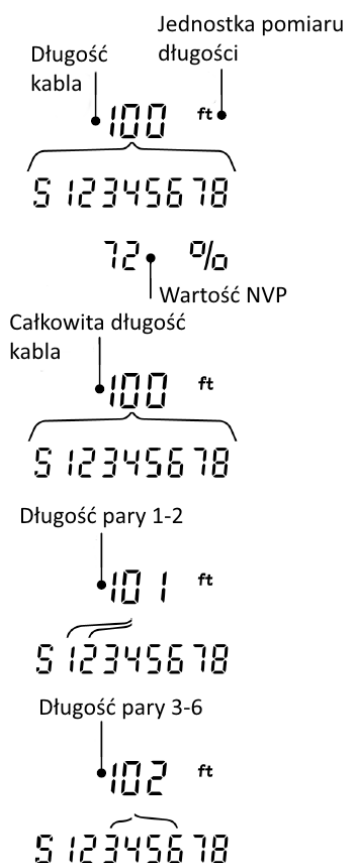 Jednostka pomiaru
długości
Długość
kabla
100 ft
S 12345678
72 %
Wartość NVP
Całkowita długość
kabla
100 ft
S 12345678
Długość pary 1-2
101 ft
S 12345678
Długość pary 3-6
102 ft
S 12345678